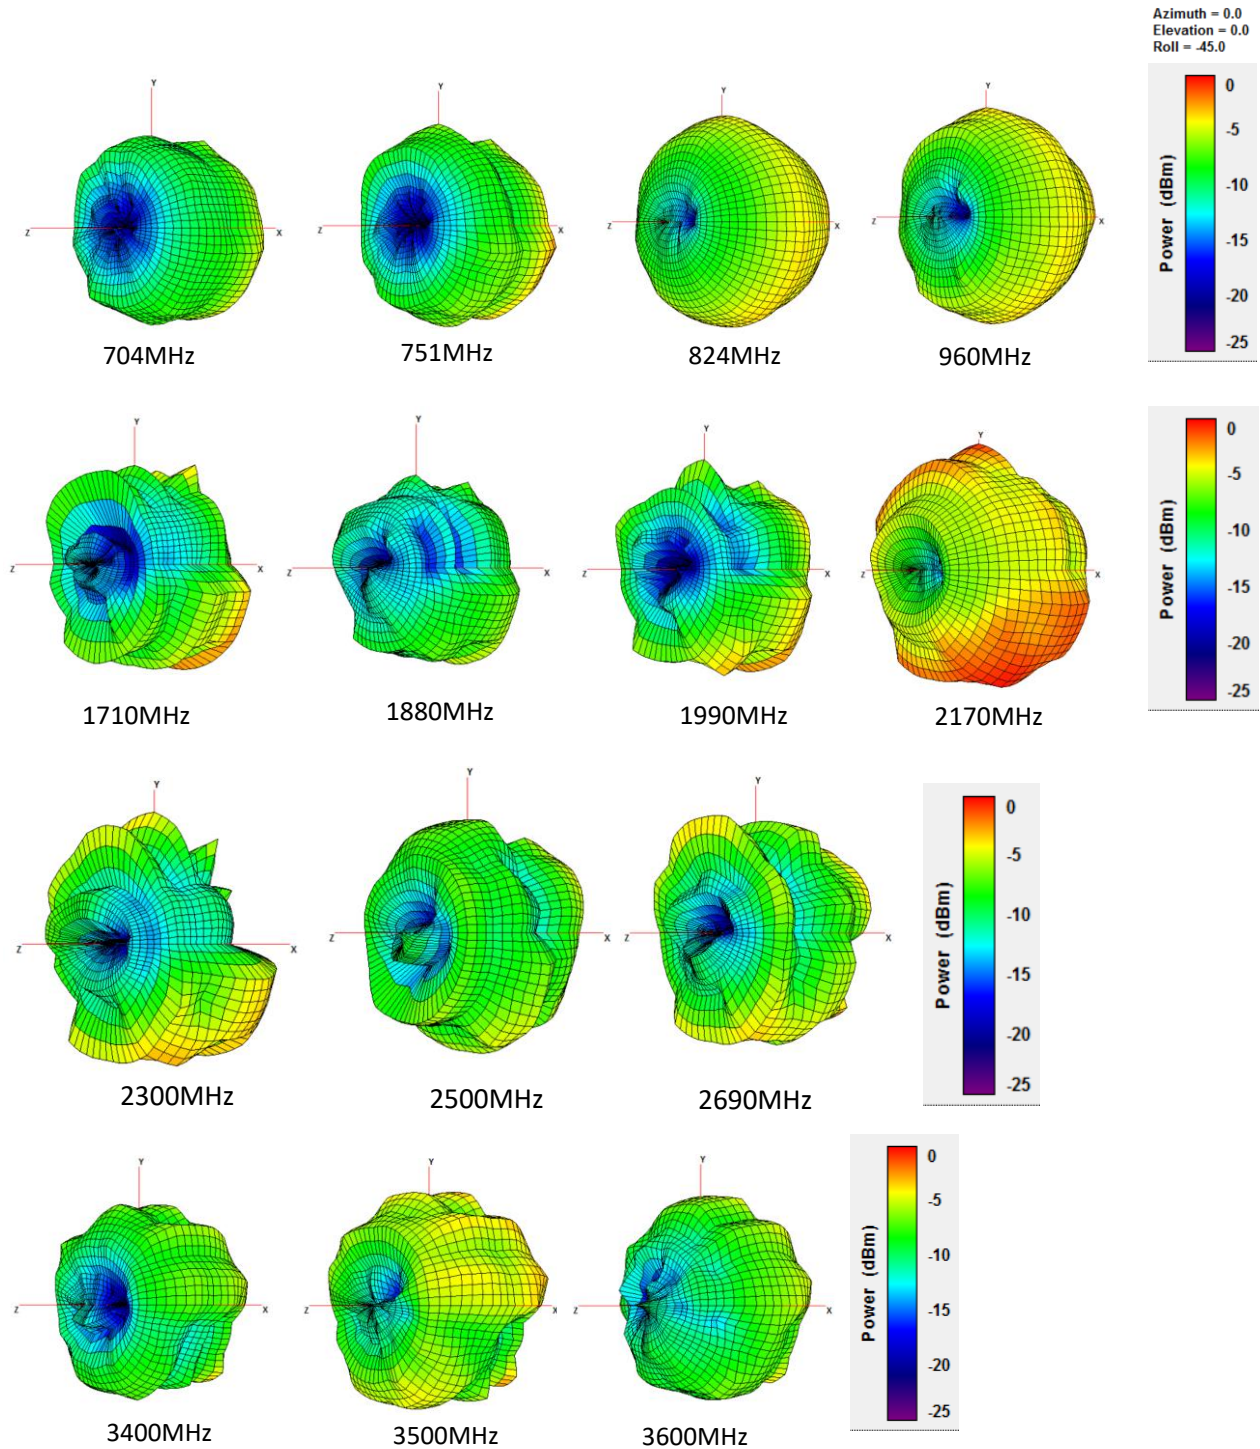 Azimuth = 0.0
Elevation = 0.0
Roll = -45.0
Y
Z
X
704MHz
Y
Z
X
751MHz
Y
Z
X
824MHz
Y
Z
X
960MHz
Power (dBm)
0
-5
-10
-15
-20
-25
Y
Z
X
1710MHz
Y
Z
X
1880MHz
Y
Z
X
1990MHz
Y
Z
X
2170MHz
Power (dBm)
0
-5
-10
-15
-20
-25
Y
Z
X
2300MHz
Y
Z
X
2500MHz
Y
Z
X
2690MHz
Power (dBm)
0
-5
-10
-15
-20
-25
Y
Z
X
3400MHz
Y
Z
X
3500MHz
Y
Z
X
3600MHz
Power (dBm)
0
-5
-10
-15
-20
-25